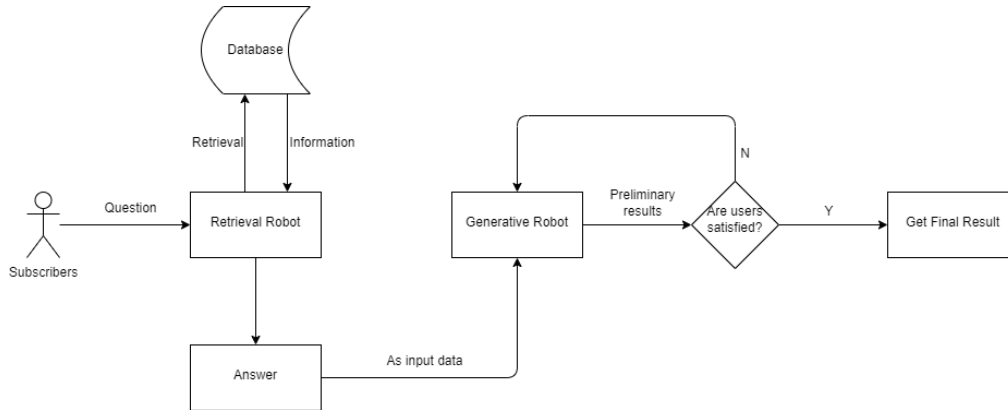 Database
Retrieval
Information
N
Subscribers
Question
Retrieval Robot
Generative Robot
Preliminary
results
Are users
satisfied?
Y
Get Final Result
Answer
As input data